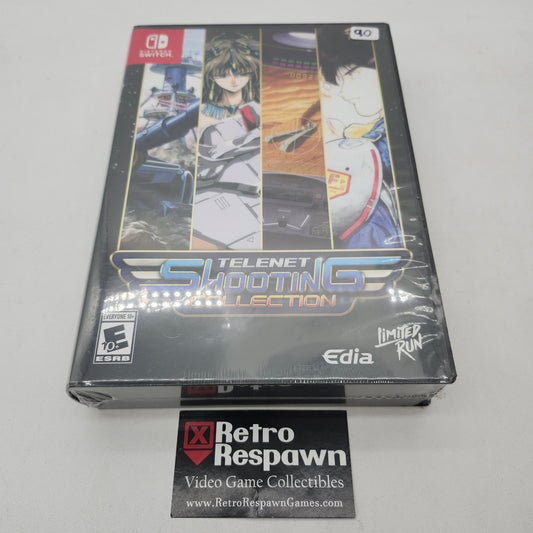 90
NINTENDO
SWITCH
TELENET
SHOOTING
COLLECTION
EVERYONE 10+
E
10+
ESRB
Edia
LIMITED
RUN
X Retro
Respawn
Video Game Collectibles
www.RetroRespawnGames.com